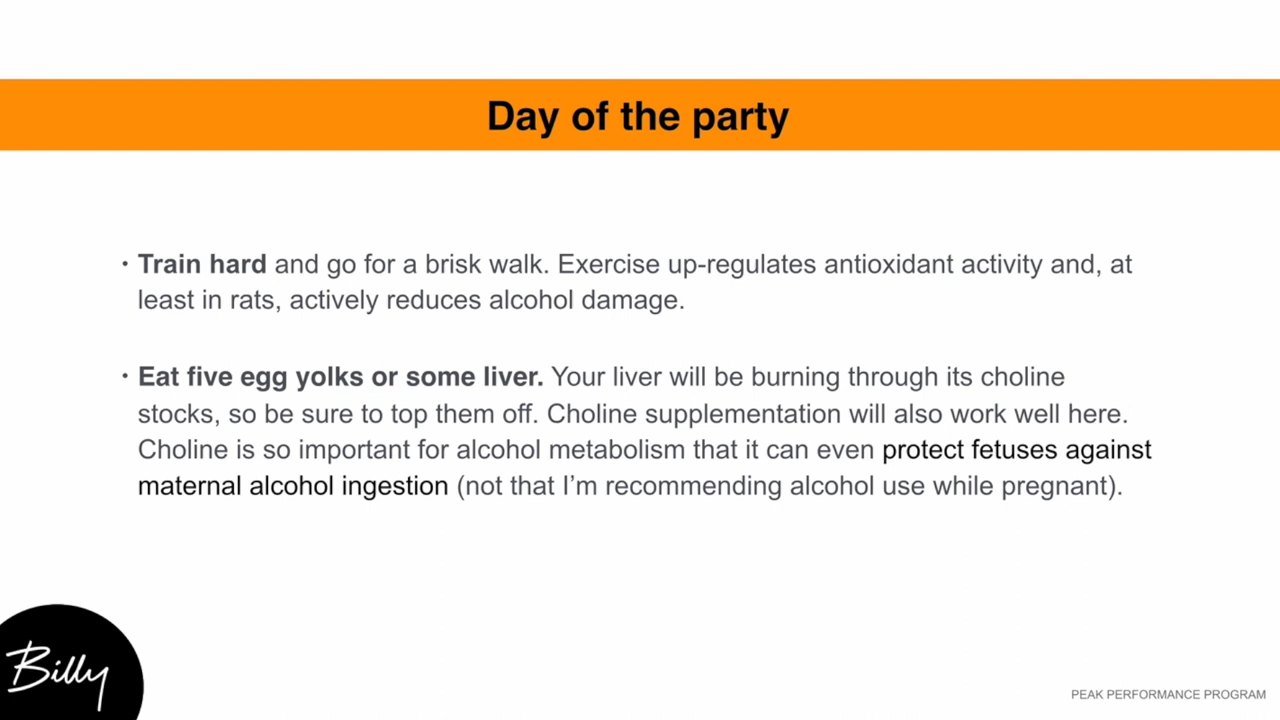 Day of the party
• Train hard and go for a brisk walk. Exercise up-regulates antioxidant activity and, at
least in rats, actively reduces alcohol damage.
• Eat five egg yolks or some liver. Your liver will be burning through its choline
stocks, so be sure to top them off. Choline supplementation will also work well here.
Choline is so important for alcohol metabolism that it can even protect fetuses against
maternal alcohol ingestion (not that I’m recommending alcohol use while pregnant).
Billy
PEAK PERFORMANCE PROGRAM